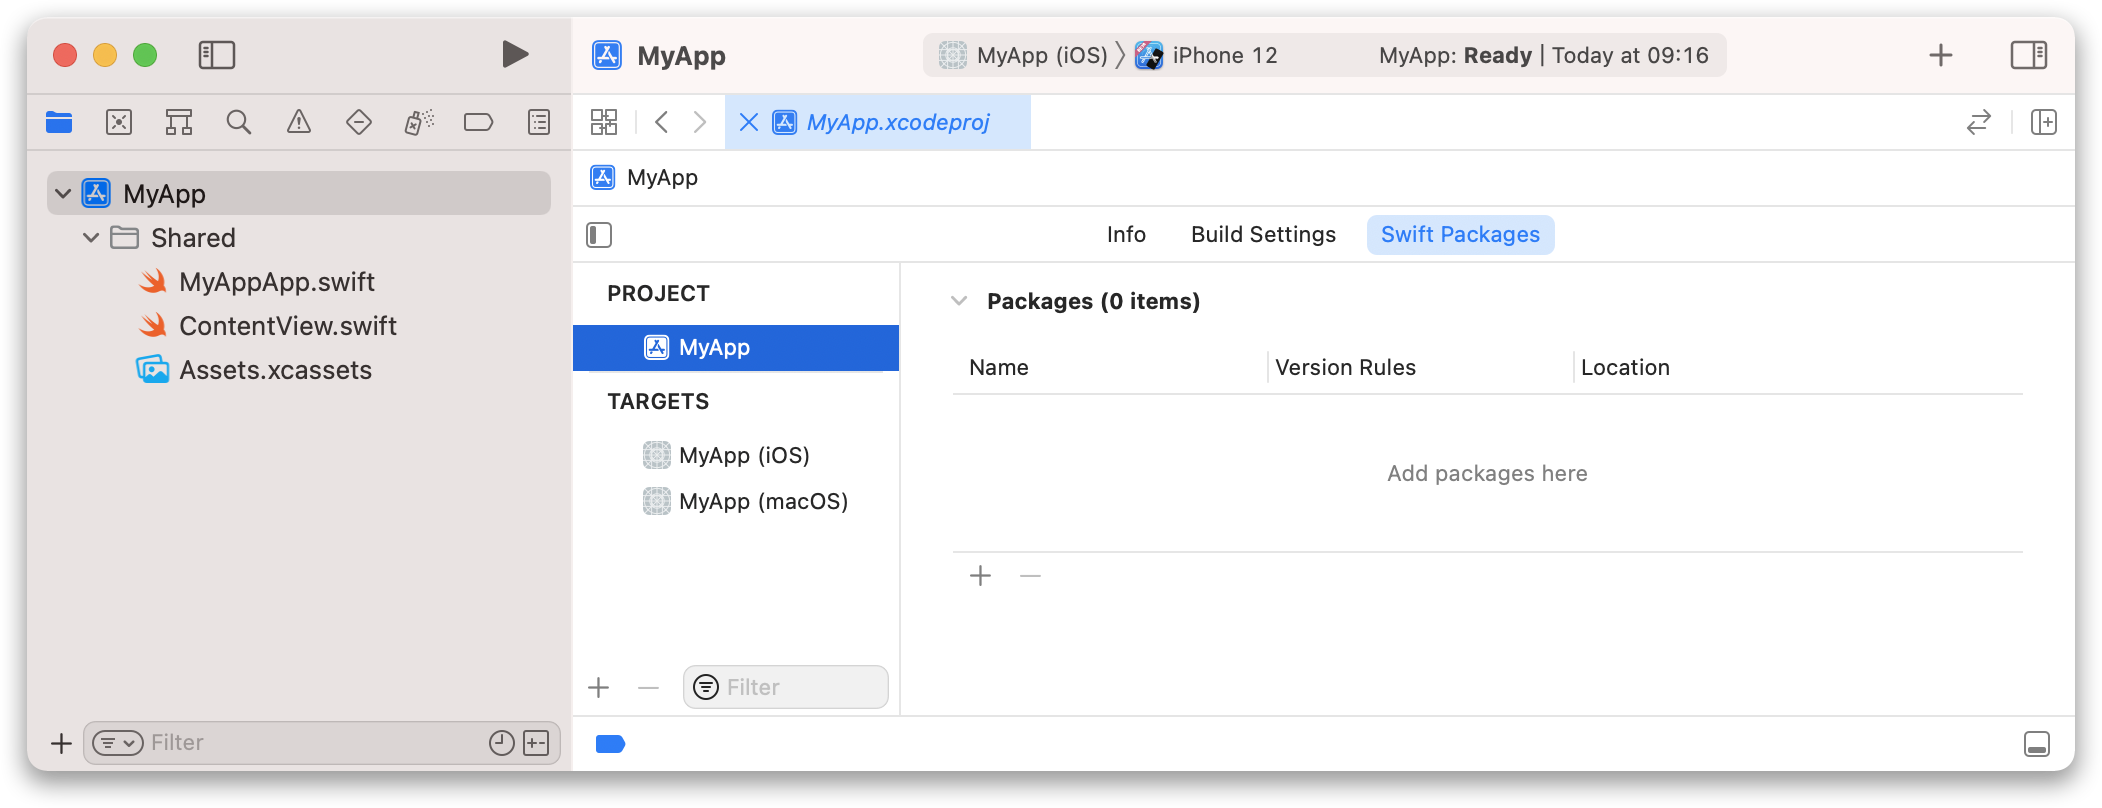 MyApp
MyApp (iOS) 〉 iPhone 12
MyApp: Ready | Today at 09:16
MyApp.xcodeproj
MyApp
Shared
MyAppApp.swift
ContentView.swift
Assets.xcassets
Filter
MyApp
Info
Build Settings
Swift Packages
PROJECT
MyApp
TARGETS
MyApp (iOS)
MyApp (macOS)
Filter
Packages (0 items)
Name
Version Rules
Location
Add packages here